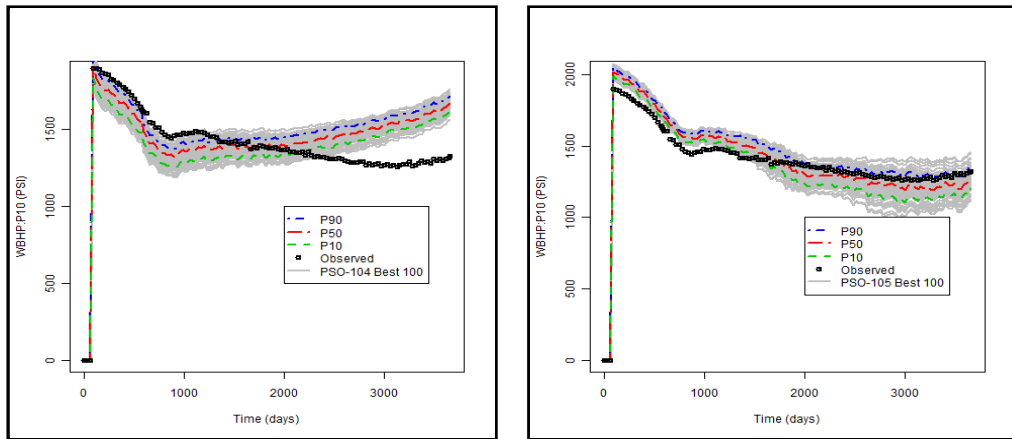 WBHP:P10 (PSI)
1500
1000
500
0
P90
P50
P10
Observed
PSO-104 Best 100
0
1000
2000
3000
Time (days)
WBHP:P10 (PSI)
2000
1500
1000
500
0
P90
P50
P10
Observed
PSO-105 Best 100
0
1000
2000
3000
Time (days)